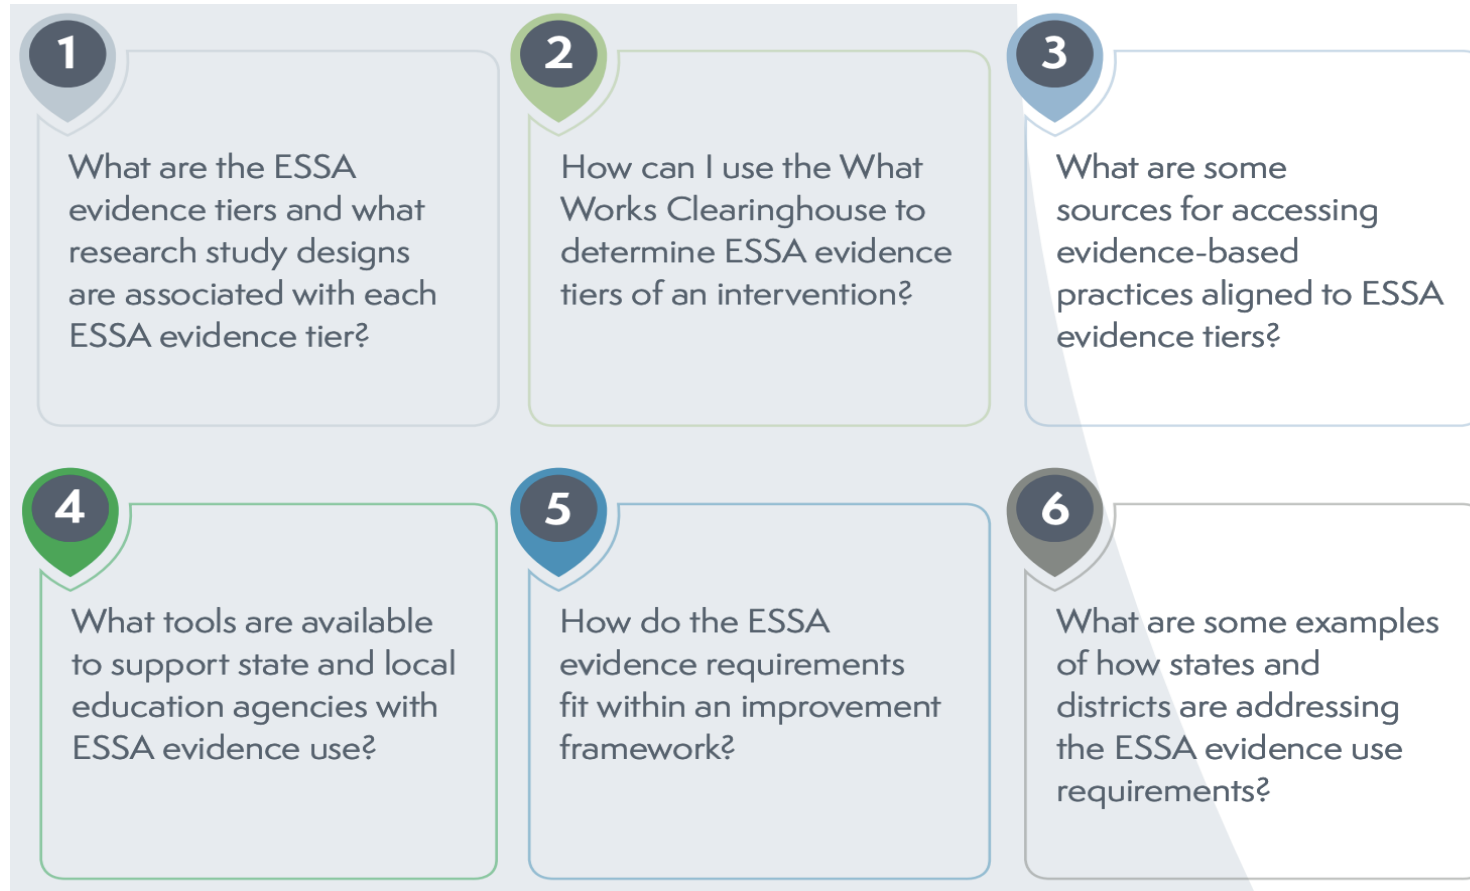 1
What are the ESSA
evidence tiers and what
research study designs
are associated with each
ESSA evidence tier?
2
How can I use the What
Works Clearinghouse to
determine ESSA evidence
tiers of an intervention?
3
What are some
sources for accessing
evidence-based
practices aligned to ESSA
evidence tiers?
4
What tools are available
to support state and local
education agencies with
ESSA evidence use?
5
How do the ESSA
evidence requirements
fit within an improvement
framework?
6
What are some examples
of how states and
districts are addressing
the ESSA evidence use
requirements?